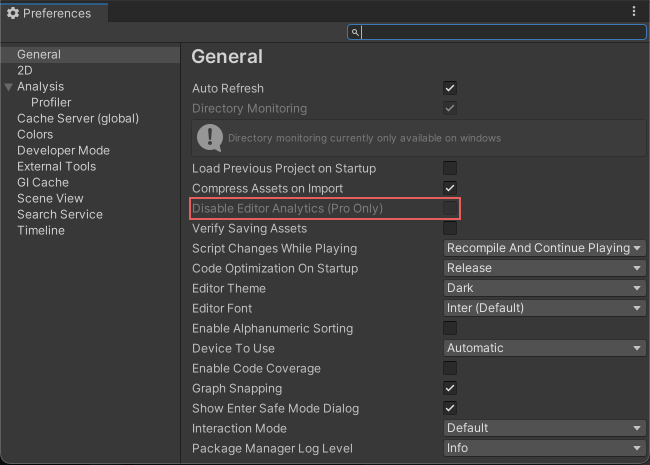 Preferences
General
2D
Analysis
Profiler
Cache Server (global)
Colors
Developer Mode
External Tools
GI Cache
Scene View
Search Service
Timeline
General
Auto Refresh
Directory Monitoring
Directory monitoring currently only available on windows
Load Previous Project on Startup
Compress Assets on Import
Disable Editor Analytics (Pro Only)
Verify Saving Assets
Script Changes While Playing Recompile And Continue Playing
Code Optimization On Startup Release
Editor Theme Dark
Editor Font Inter (Default)
Enable Alphanumeric Sorting
Device To Use Automatic
Enable Code Coverage
Graph Snapping
Show Enter Safe Mode Dialog
Interaction Mode Default
Package Manager Log Level Info